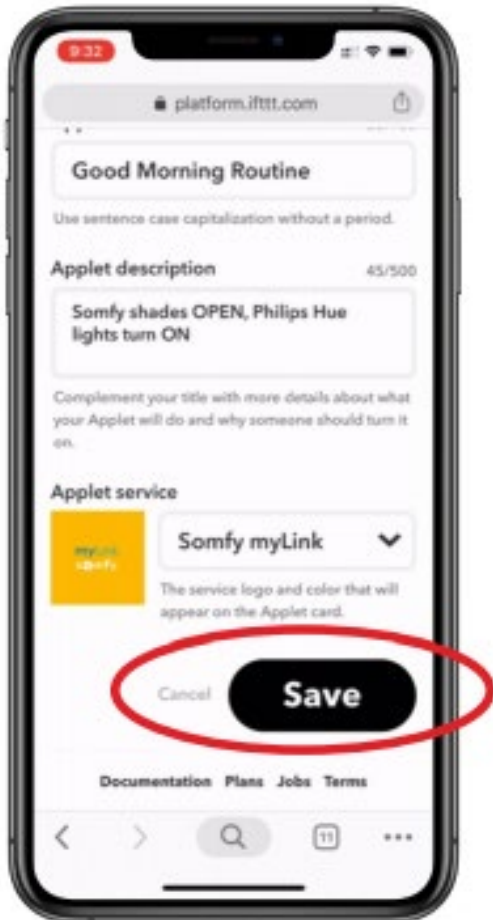 9:32
platform.ifttt.com
Good Morning Routine
Use sentence case capitalization without a period.
Applet description
45/500
Somfy shades OPEN, Philips Hue
lights turn ON
Complement your title with more details about what
your Applet will do and why someone should turn it
on.
Applet service
myLink
somfy
Somfy myLink
The service logo and color that will
appear on the Applet card.
Cancel
Save
Documentation Plans Jobs Terms
11